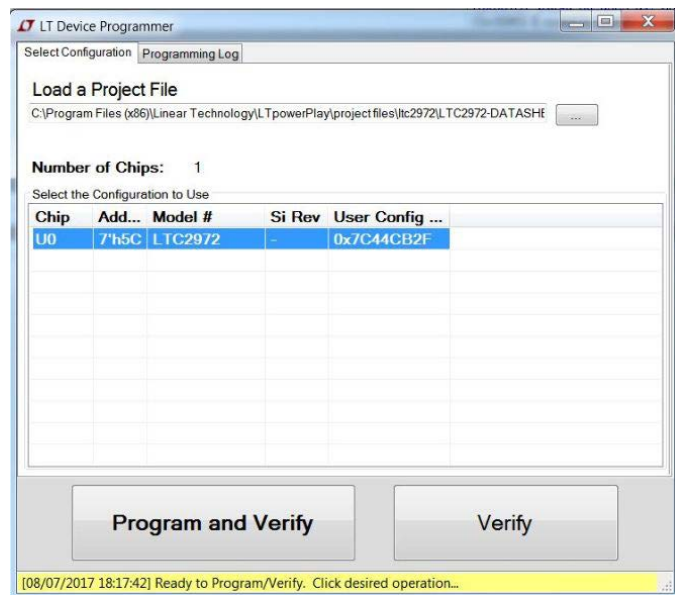 LT Device Programmer
Select Configuration Programming Log
Load a Project File
C:\Program Files (x86)\Linear Technology\LTpowerPlay\project files\ltc2972\LTC2972-DATASHE
...
Number of Chips: 1
Select the Configuration to Use
Chip Add... Model # Si Rev User Config ...
U0 7'h5C LTC2972 - 0x7C44CB2F
Program and Verify Verify
[08/07/2017 18:17:42] Ready to Program/Verify. Click desired operation...